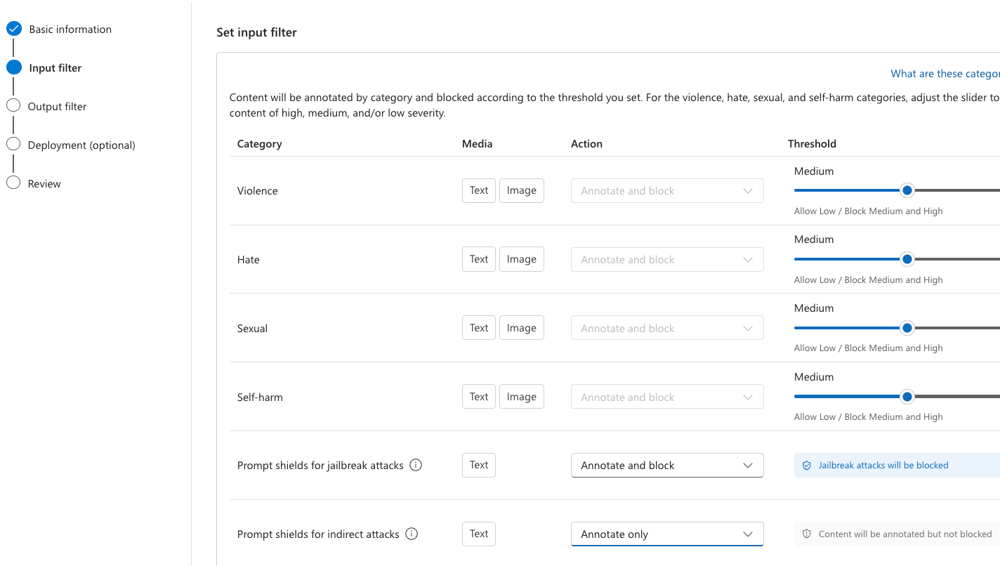 Basic information
Input filter
Output filter
Deployment (optional)
Review
Set input filter
What are these
Content will be annotated by category and blocked according to the threshold you set. For the violence, hate, sexual, and self-harm categories, adjust the slider to
content of high, medium, and/or low severity.
Category Media Action Threshold
Violence Text Image Annotate and block Medium
Allow Low / Block Medium and High
Hate Text Image Annotate and block Medium
Allow Low / Block Medium and High
Sexual Text Image Annotate and block Medium
Allow Low / Block Medium and High
Self-harm Text Image Annotate and block Medium
Allow Low / Block Medium and High
Prompt shields for jailbreak attacks Text Annotate and block Jailbreak attacks will be blocked
Prompt shields for indirect attacks Text Annotate only Content will be annotated but not blocked